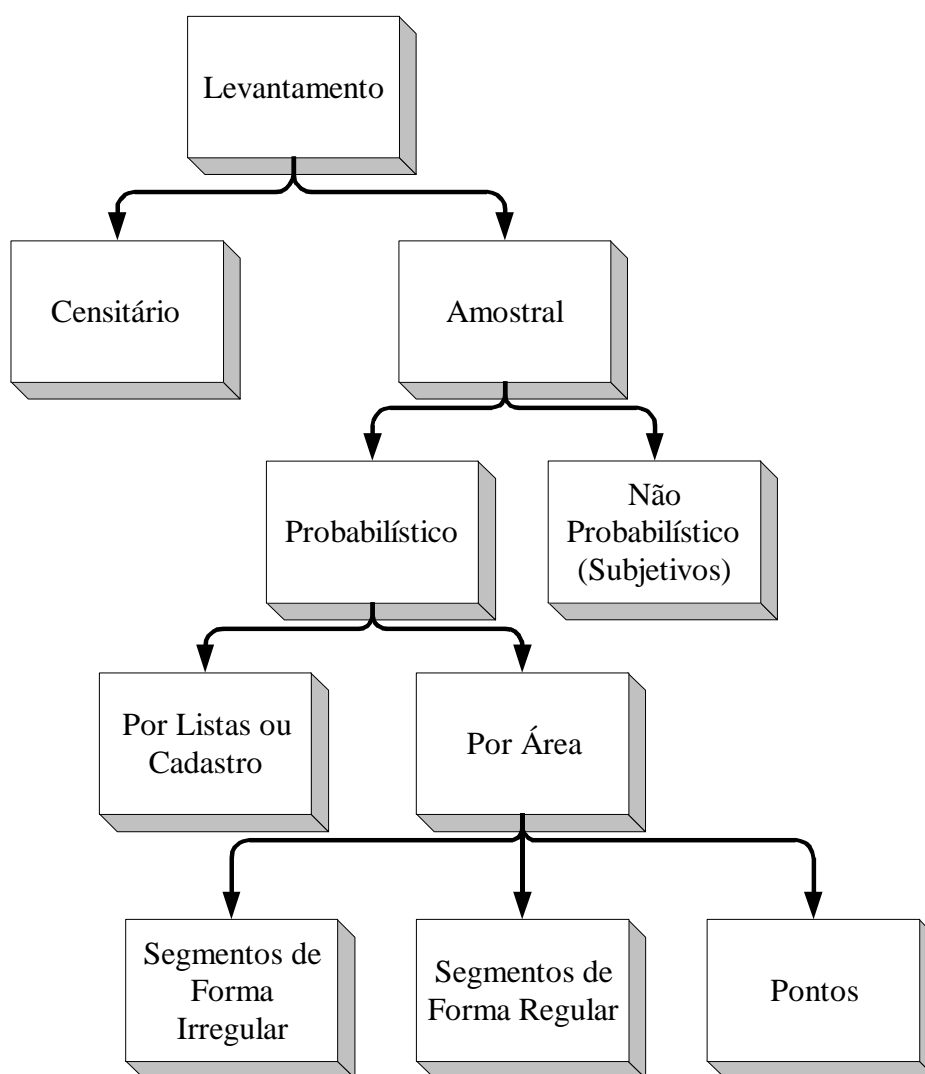 Levantamento
Censitário
Amostral
Probabilístico
Não
Probabilístico
(Subjetivos)
Por Listas ou
Cadastro
Por Área
Segmentos de
Forma
Irregular
Segmentos de
Forma Regular
Pontos